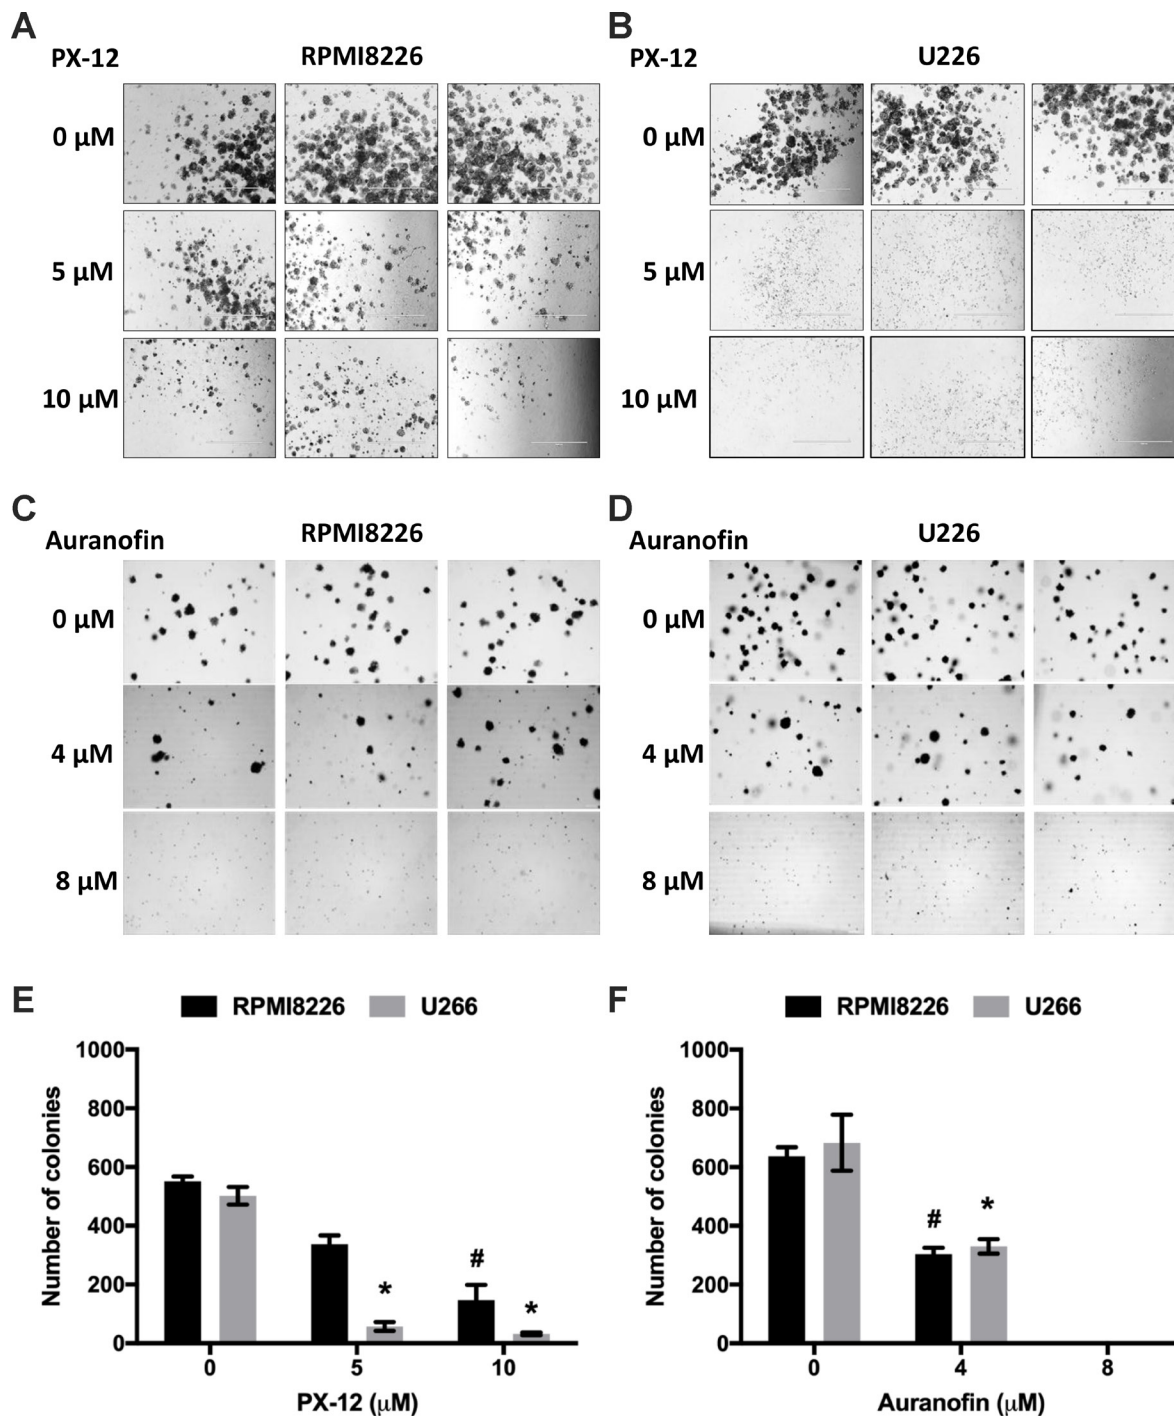 A
B
PX-12 RPMI8226
PX-12 U226
0 µM
0 µM
5 µM
5 µM
10 µM
10 µM
C
D
Auranofin RPMI8226
Auranofin U226
0 µM
0 µM
4 µM
4 µM
8 µM
8 µM
E
RPMI8226 U266
1000
800
600
400
200
0
Number of colonies
#
*
*
0 5 10
PX-12 (µM)
F
RPMI8226 U266
1000
800
600
400
200
0
Number of colonies
#
*
0 4 8
Auranofin (µM)